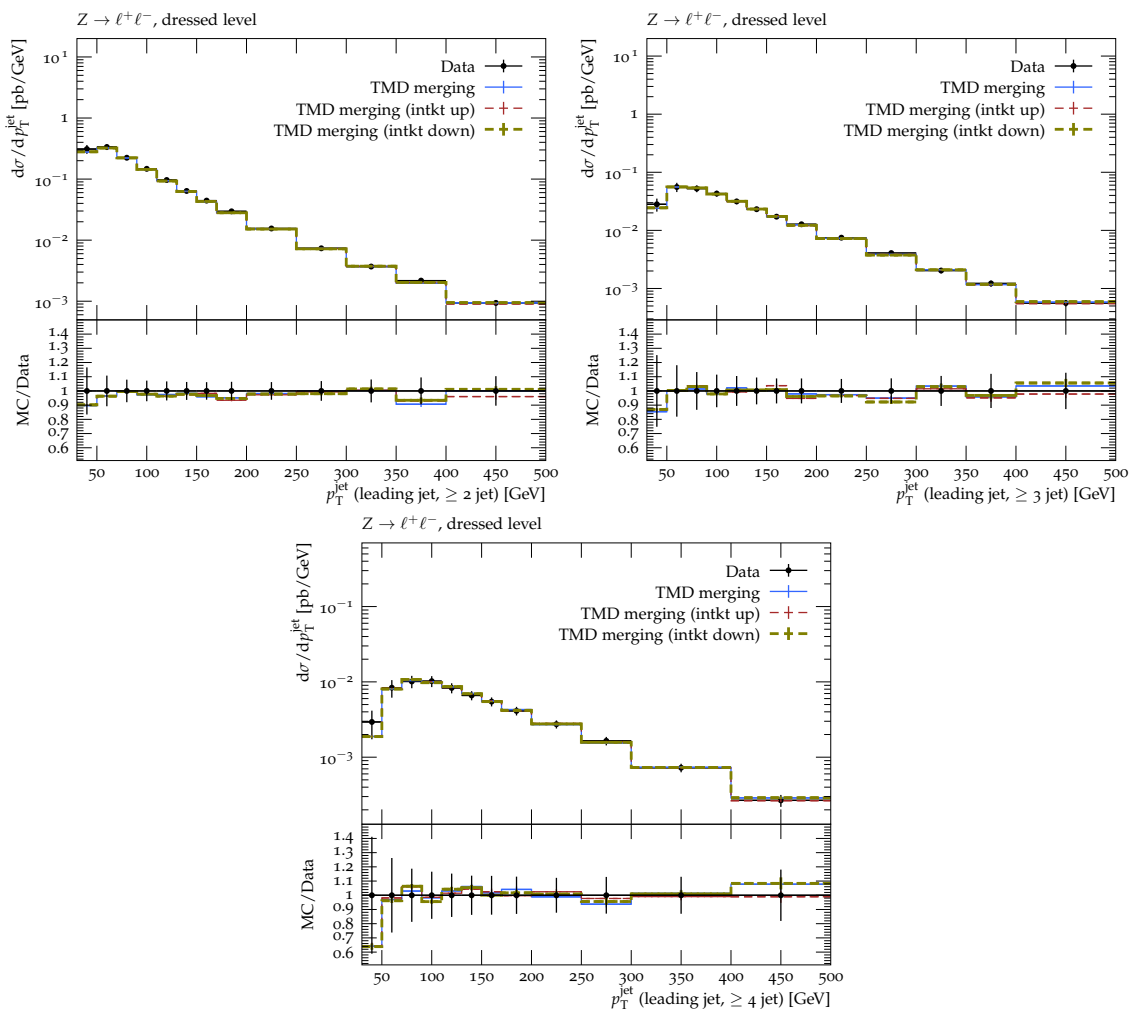 Z → ℓ⁺ℓ⁻, dressed level
dσ/dp_T^jet [pb/GeV]
10¹
1
10⁻¹
10⁻²
10⁻³
Data
TMD merging
TMD merging (intkt up)
TMD merging (intkt down)
MC/Data
1.4
1.3
1.2
1.1
1.0
0.9
0.8
0.7
0.6
50 100 150 200 250 300 350 400 450 500
p_T^jet (leading jet, ≥ 2 jet) [GeV]
Z → ℓ⁺ℓ⁻, dressed level
dσ/dp_T^jet [pb/GeV]
10¹
1
10⁻¹
10⁻²
10⁻³
Data
TMD merging
TMD merging (intkt up)
TMD merging (intkt down)
MC/Data
1.4
1.3
1.2
1.1
1.0
0.9
0.8
0.7
0.6
50 100 150 200 250 300 350 400 450 500
p_T^jet (leading jet, ≥ 3 jet) [GeV]
Z → ℓ⁺ℓ⁻, dressed level
dσ/dp_T^jet [pb/GeV]
10⁻¹
10⁻²
10⁻³
Data
TMD merging
TMD merging (intkt up)
TMD merging (intkt down)
MC/Data
1.4
1.3
1.2
1.1
1.0
0.9
0.8
0.7
0.6
50 100 150 200 250 300 350 400 450 500
p_T^jet (leading jet, ≥ 4 jet) [GeV]